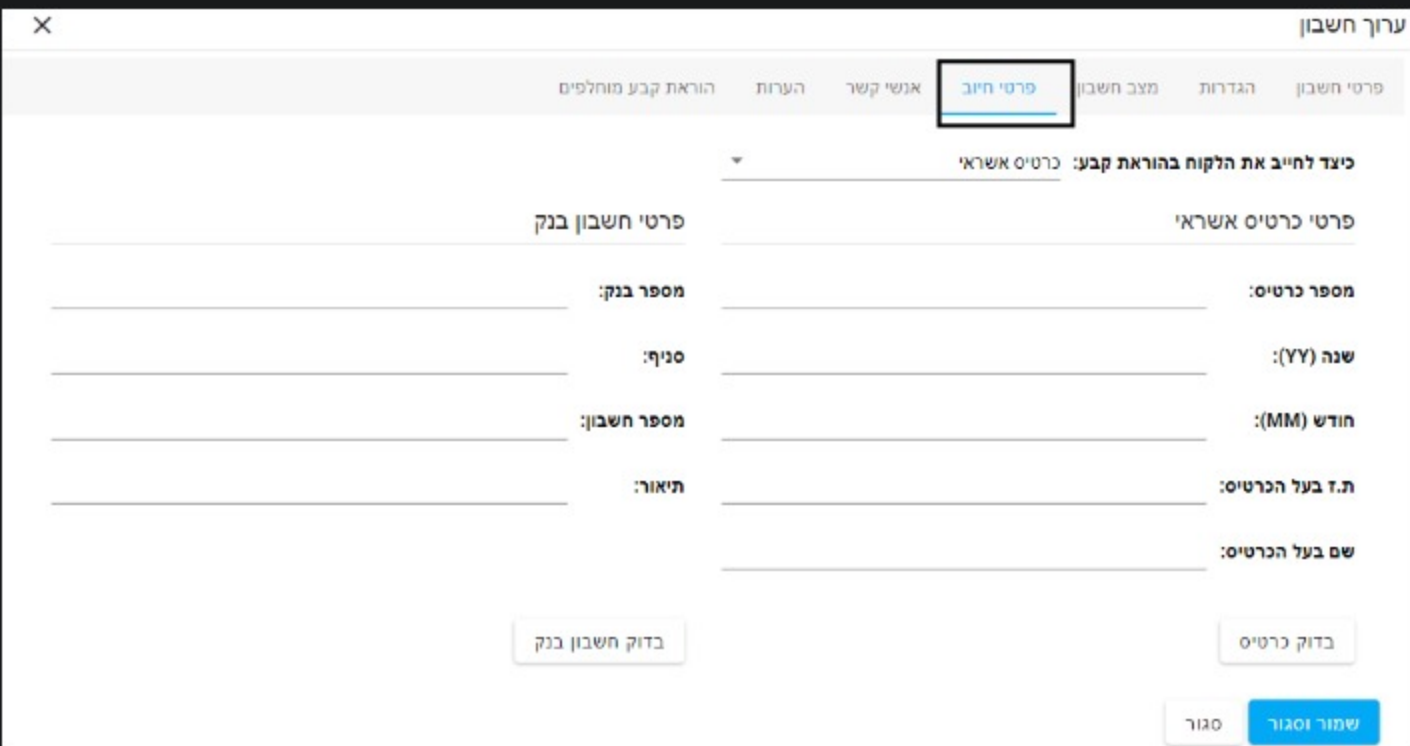 ערוך חשבון
פרטי חשבון הגדרות מצב חשבון פרטי חיוב אנשי קשר הערות הוראת קבע מוחלפים
כיצד לחייב את הלקוח בהוראת קבע: כרטיס אשראי
פרטי כרטיס אשראי
מספר כרטיס:
שנה (YY):
חודש (MM):
ת.ז בעל הכרטיס:
שם בעל הכרטיס:
בדוק כרטיס
פרטי חשבון בנק
מספר בנק:
סניף:
מספר חשבון:
תיאור:
בדוק חשבון בנק
שמור וסגור סגור